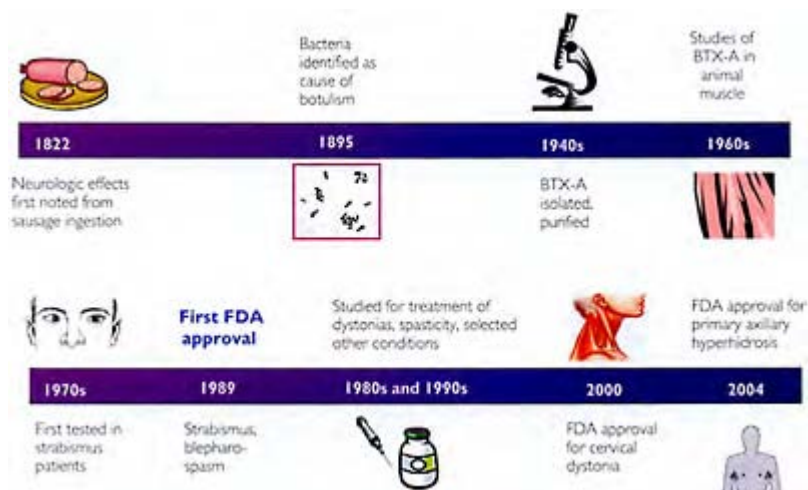 Bacteria
identified as
cause of
botulism
Studies of
BTX-A in
animal
muscle
1822
1895
1940s
1960s
Neurologic effects
first noted from
sausage ingestion
BTX-A
isolated,
purified
First FDA
approval
Studied for treatment of
dystonias, spasticity, selected
other conditions
FDA approval for
primary axillary
hyperhidrosis
1970s
1989
1980s and 1990s
2000
2004
First tested in
strabismus
patients
Strabismus,
blepharo-
spasm
FDA approval
for cervical
dystonia